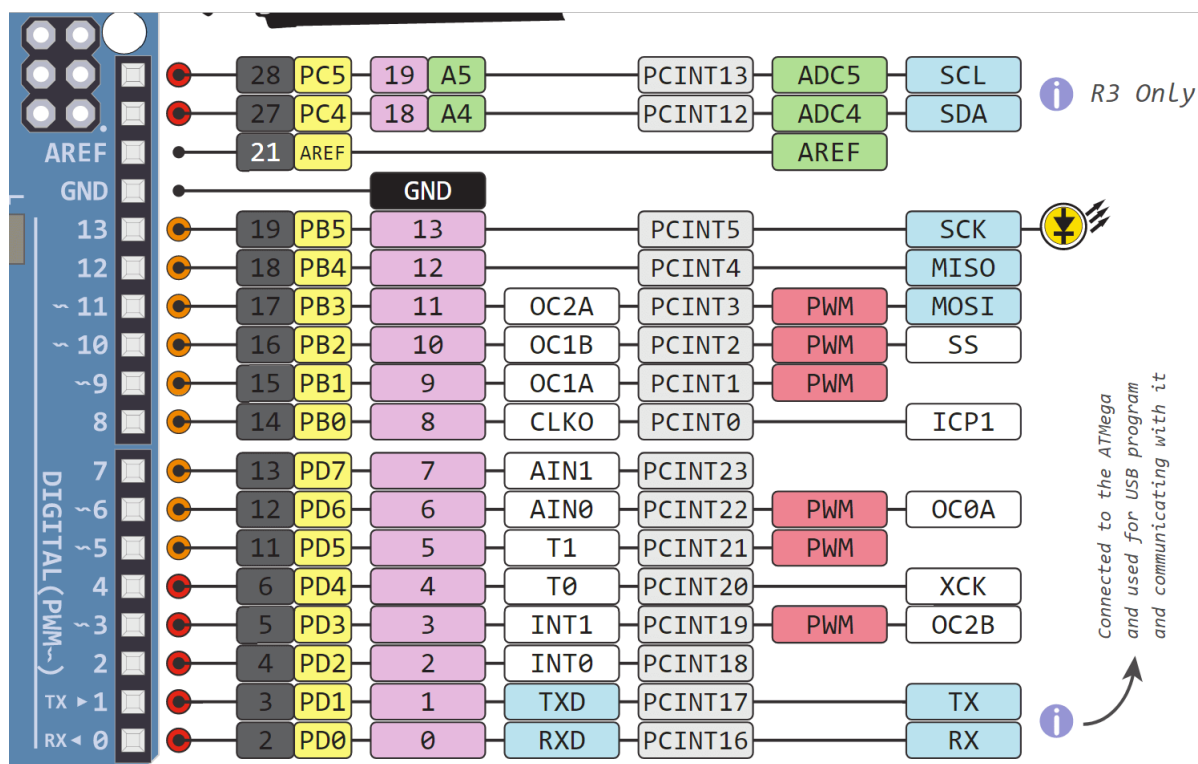 28 PC5 19 A5 PCINT13 ADC5 SCL
R3 Only
27 PC4 18 A4 PCINT12 ADC4 SDA
AREF 21 AREF AREF
GND GND
L
13 19 PB5 13 PCINT5 SCK
12 18 PB4 12 PCINT4 MISO
~11 17 PB3 11 OC2A PCINT3 PWM MOSI
~10 16 PB2 10 OC1B PCINT2 PWM SS
~9 15 PB1 9 OC1A PCINT1 PWM
8 14 PB0 8 CLKO PCINT0 ICP1
7 13 PD7 7 AIN1 PCINT23
~6 12 PD6 6 AIN0 PCINT22 PWM OC0A
~5 11 PD5 5 T1 PCINT21 PWM
4 6 PD4 4 T0 PCINT20 XCK
~3 5 PD3 3 INT1 PCINT19 PWM OC2B
2 4 PD2 2 INT0 PCINT18
TX ► 1 3 PD1 1 TXD PCINT17 TX
RX ◄ 0 2 PD0 0 RXD PCINT16 RX
DIGITAL(PWM~)
Connected to the ATMega
and used for USB program
and communicating with it